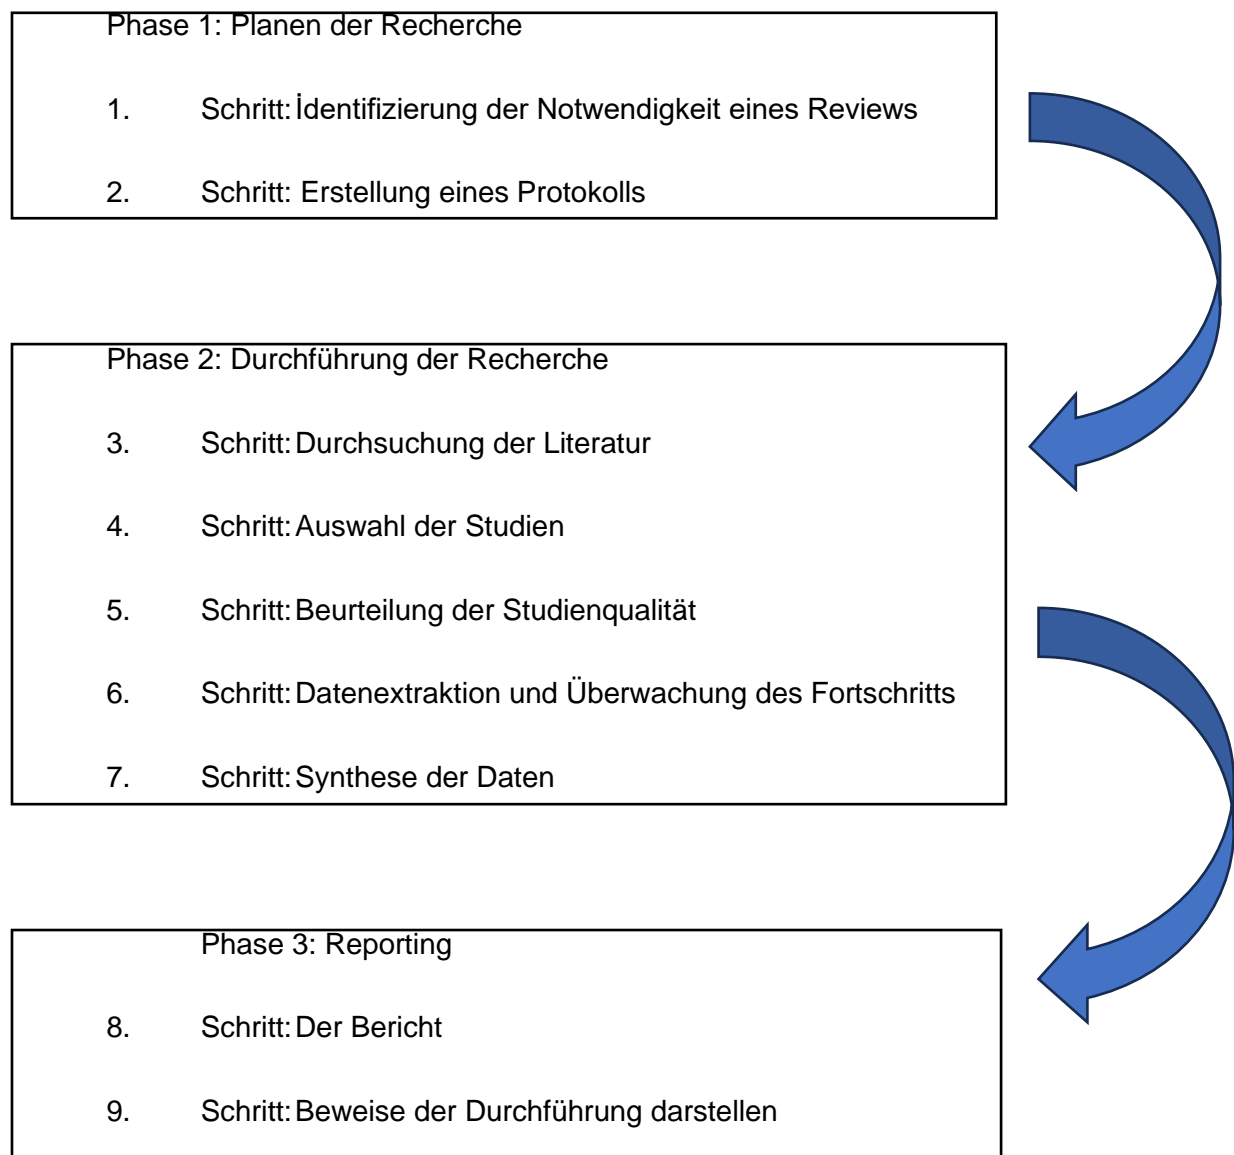 Phase 1: Planen der Recherche
1. Schritt: İdentifizierung der Notwendigkeit eines Reviews
2. Schritt: Erstellung eines Protokolls
Phase 2: Durchführung der Recherche
3. Schritt: Durchsuchung der Literatur
4. Schritt: Auswahl der Studien
5. Schritt: Beurteilung der Studienqualität
6. Schritt: Datenextraktion und Überwachung des Fortschritts
7. Schritt: Synthese der Daten
Phase 3: Reporting
8. Schritt: Der Bericht
9. Schritt: Beweise der Durchführung darstellen